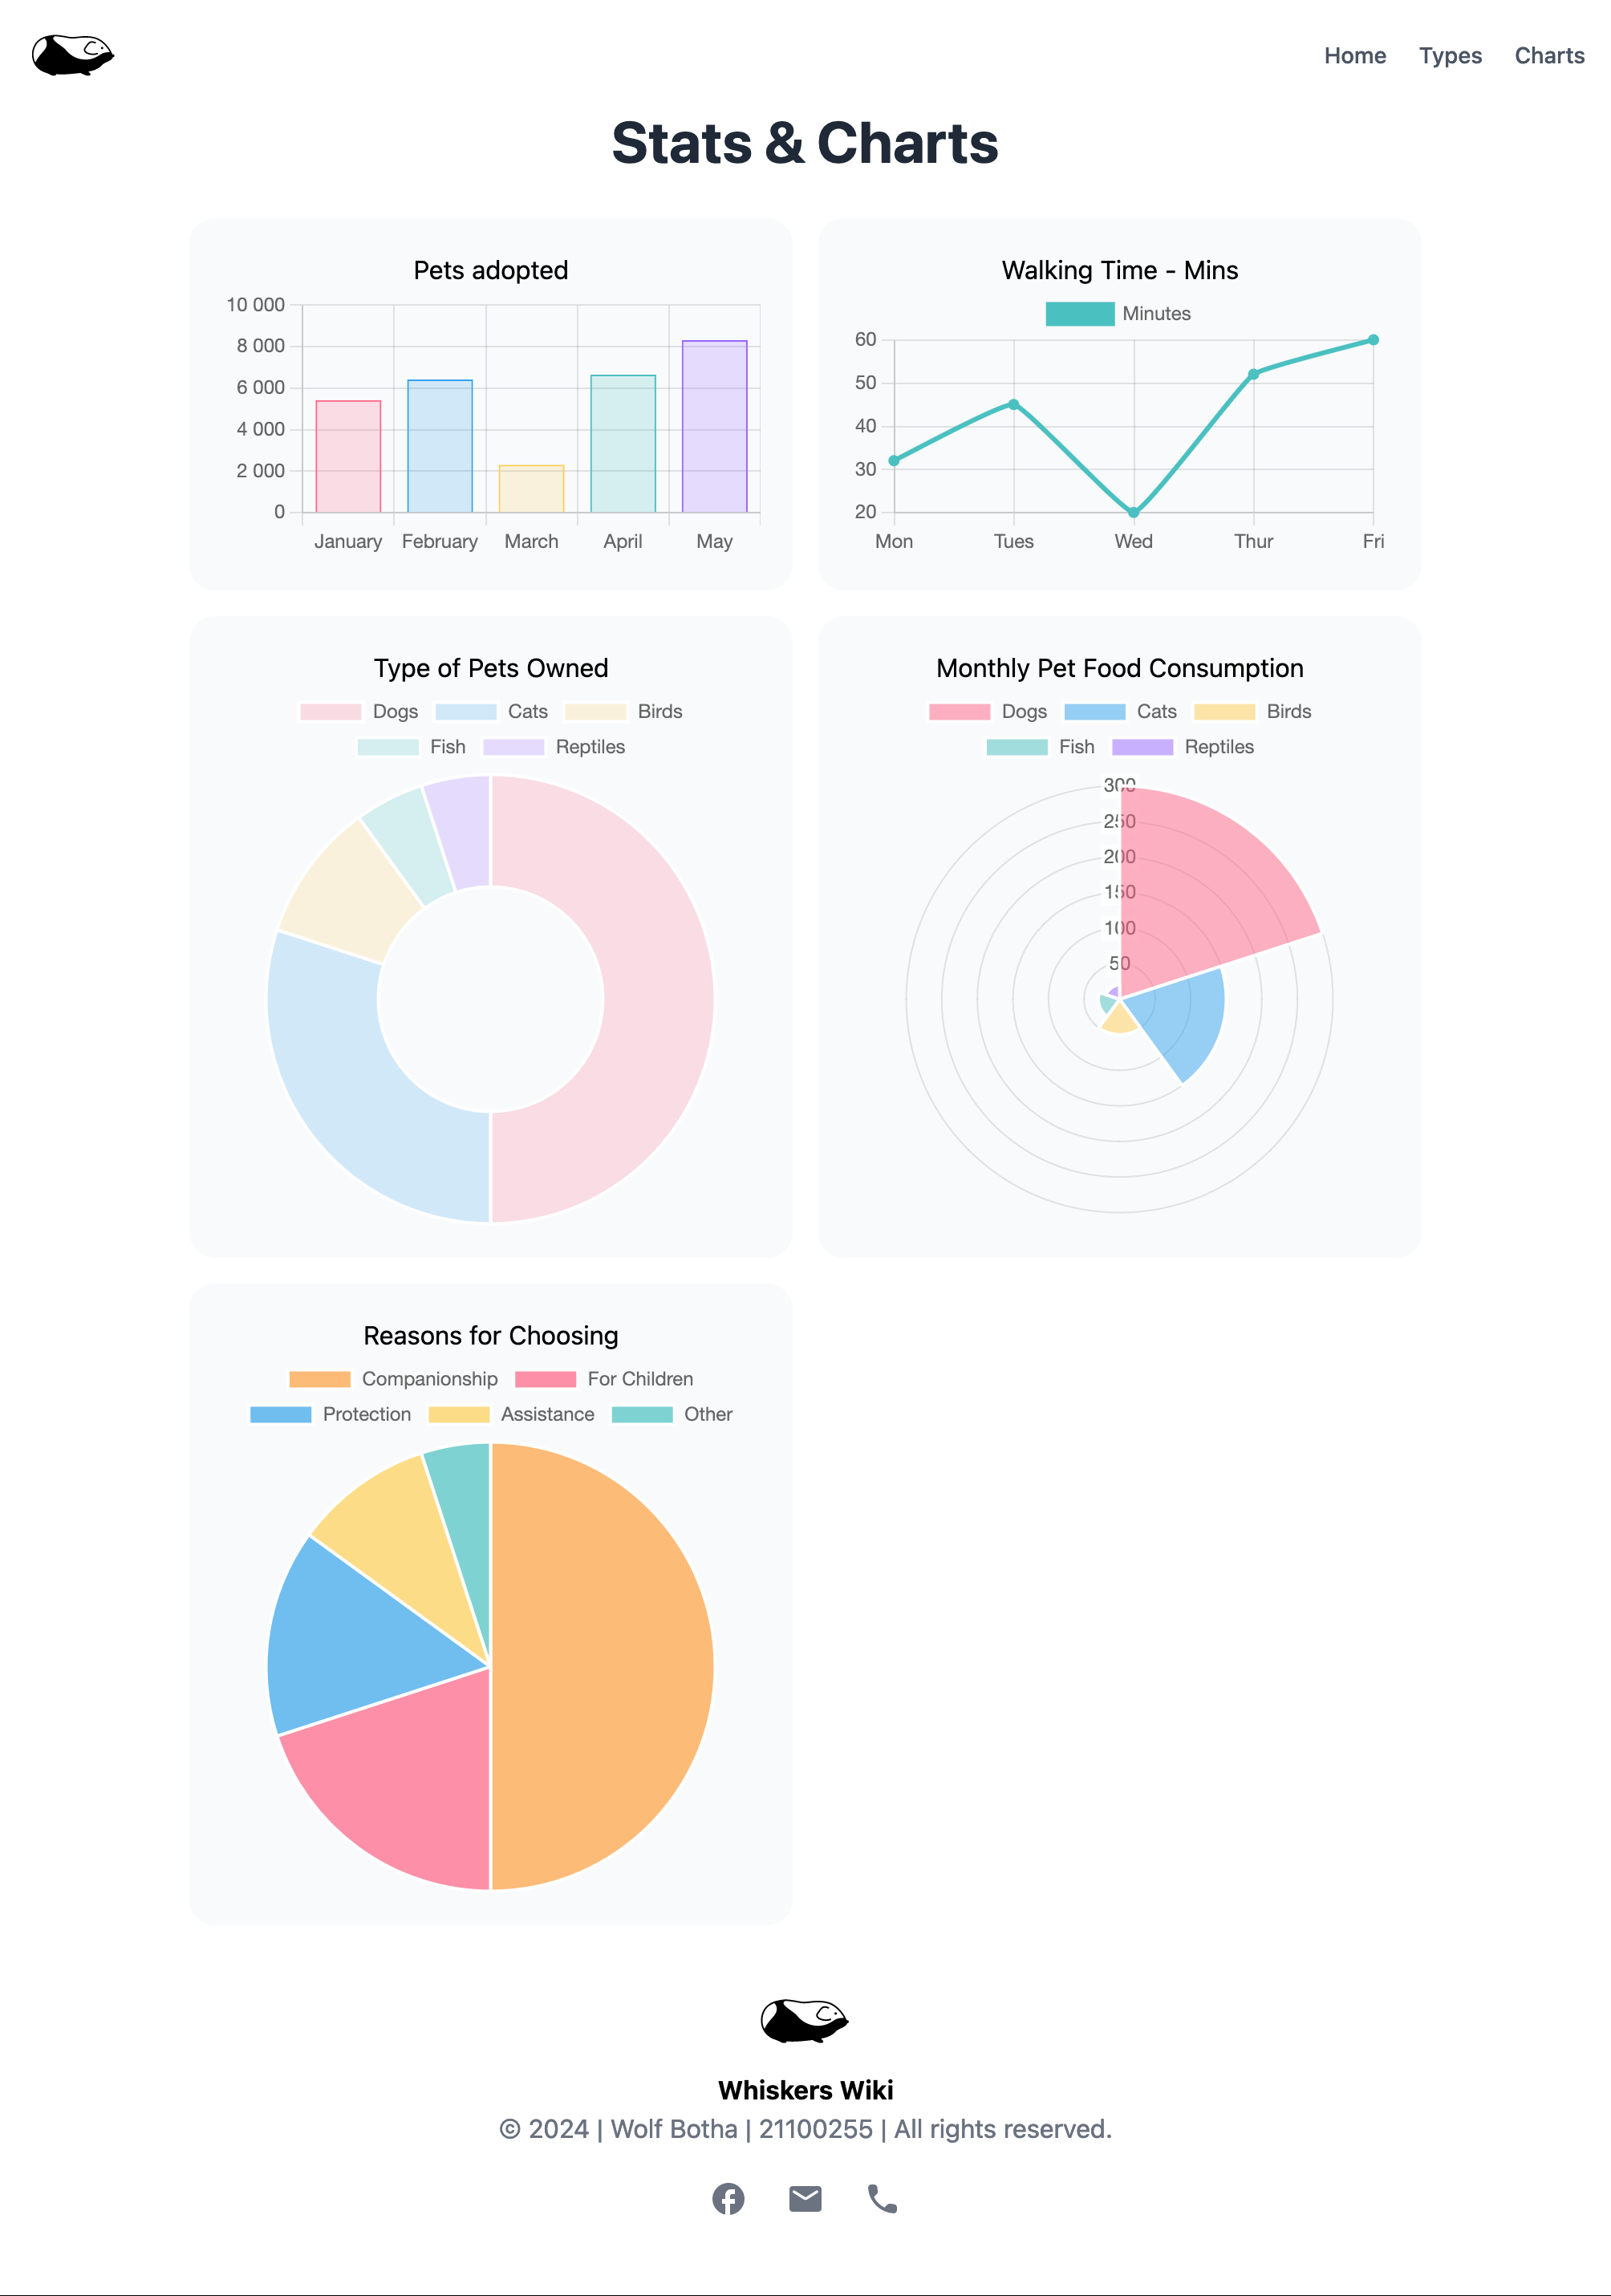 Home Types Charts
Stats & Charts
Pets adopted
10 000
8 000
6 000
4 000
2 000
0
January February March April May
Walking Time - Mins
Minutes
60
50
40
30
20
Mon Tues Wed Thur Fri
Type of Pets Owned
Dogs Cats Birds
Fish Reptiles
Monthly Pet Food Consumption
Dogs Cats Birds
Fish Reptiles
300
250
200
150
100
50
Reasons for Choosing
Companionship For Children
Protection Assistance Other
Whiskers Wiki
© 2024 | Wolf Botha | 21100255 | All rights reserved.